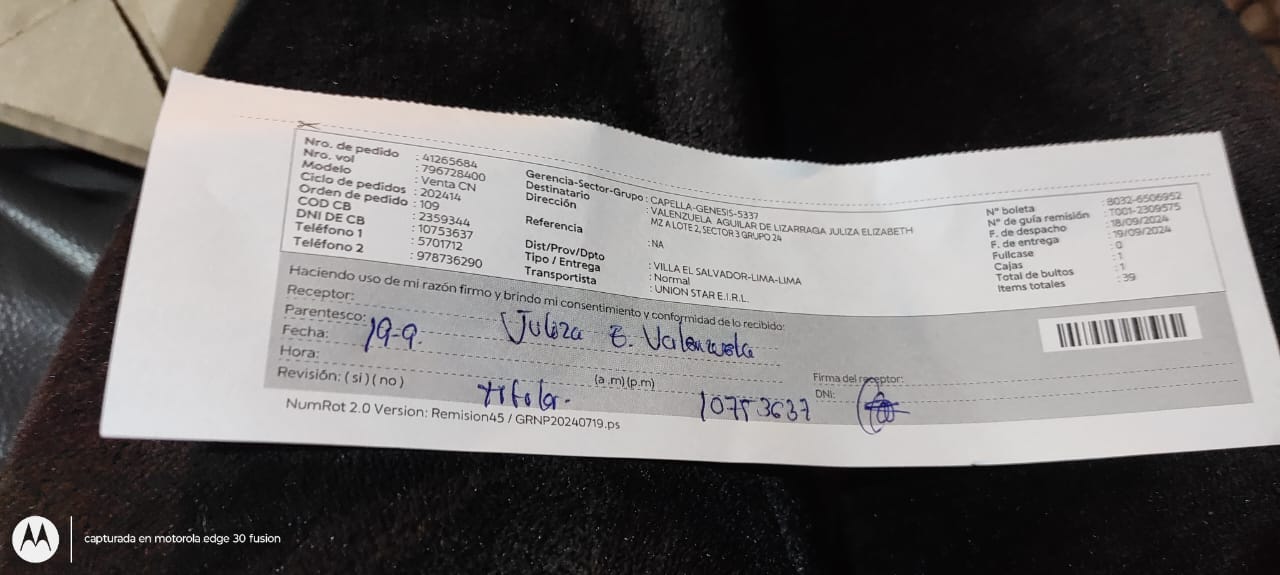 Nro. de pedido : 41265684
Nro. vol : 796728400
Modelo : Venta CN
Ciclo de pedidos : 202414
Orden de pedido : 109
COD CB : 2359344
DNI DE CB : 10753637
Teléfono 1 : 5701712
Teléfono 2 : 978736290
Gerencia-Sector-Grupo : CAPELLA-GENESIS-5337
Destinatario : VALENZUELA AGUILAR DE LIZARRAGA JULIZA ELIZABETH
Dirección : MZ A LOTE 2, SECTOR 3 GRUPO 24
Referencia : NA
Dist/Prov/Dpto : VILLA EL SALVADOR-LIMA-LIMA
Tipo / Entrega : Normal
Transportista : UNION STAR E.I.R.L.
N° boleta : B032-6506952
N° de guía remisión : T001-2309575
F. de despacho : 18/09/2024
F. de entrega : 19/09/2024
Fullcase : 0
Cajas : 1
Total de bultos : 1
Items totales : 39
Haciendo uso de mi razón firmo y brindo mi consentimiento y conformidad de lo recibido:
Receptor:
Juliza E. Valenzuela
Parentesco:
Fecha: 19-9.
Hora: (a.m) (p.m)
Revisión: ( si ) ( no )
titular.
Firma del receptor:
DNI:
10753637
NumRot 2.0 Version: Remision45 / GRNP20240719.ps
capturada en motorola edge 30 fusion